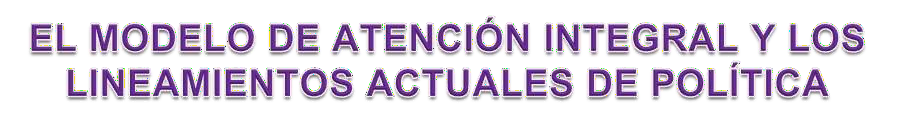 EL MODELO DE ATENCIÓN INTEGRAL Y LOS
LINEAMIENTOS ACTUALES DE POLÍTICA